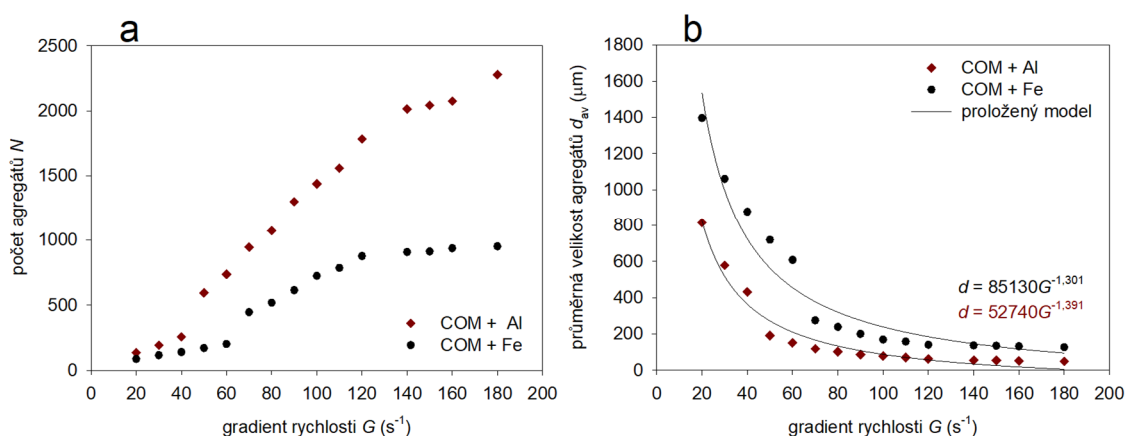 a
počet agregátů N
2500
2000
1500
1000
500
0
COM + Al
COM + Fe
0 20 40 60 80 100 120 140 160 180 200
gradient rychlosti G (s⁻¹)
b
průměrná velikost agregátů dav (μm)
1800
1600
1400
1200
1000
800
600
400
200
0
COM + Al
COM + Fe
proložený model
d = 85130G⁻¹,³⁰¹
d = 52740G⁻¹,³⁹¹
0 20 40 60 80 100 120 140 160 180 200
gradient rychlosti G (s⁻¹)